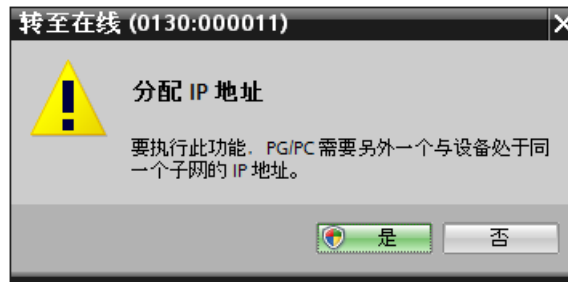 转至在线 (0130:000011)
分配 IP 地址
要执行此功能，PG/PC 需要另外一个与设备处于同
一个子网的 IP 地址。
是
否